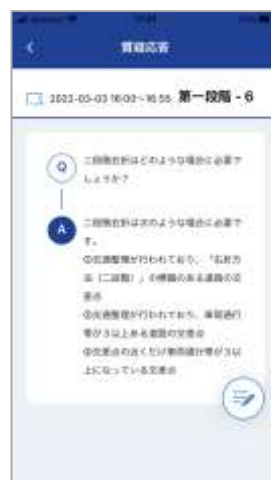 質疑応答
2022-03-03 16:00~16:55 第一段階 - 6
Q
二段階右折はどのような場合に必要で
しょうか?
A
二段階右折は次のような場合に必要で
す。
①交通整理が行われており、「右折方
法(二段階)」の標識のある道路の交
差点
②交通整理が行われており、車両通行
帯が3以上ある道路の交差点
③交差点の近くだけ車両通行帯が3以
上になっている交差点